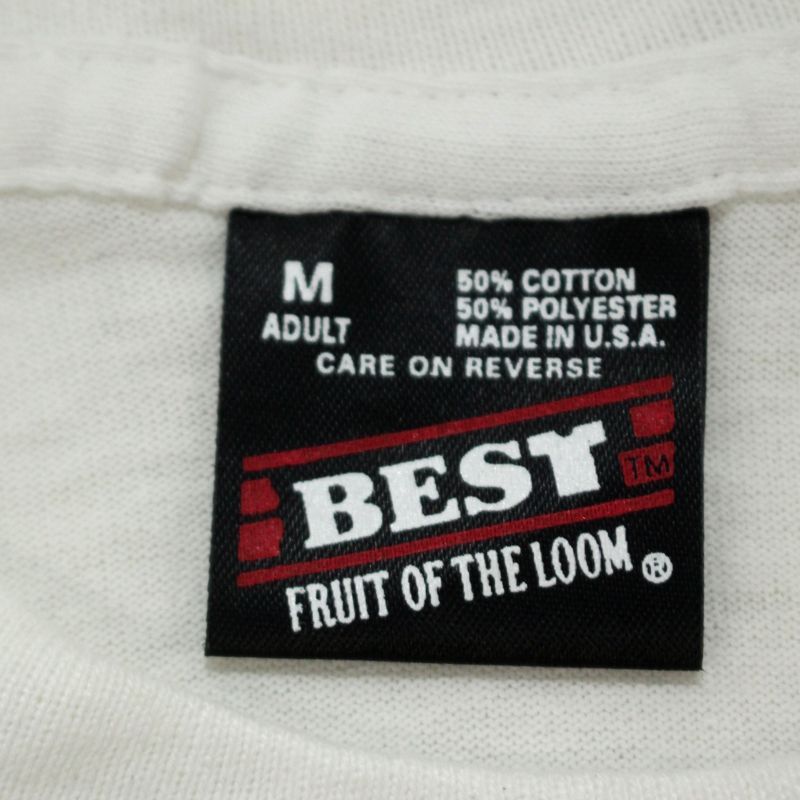 M
ADULT
50% COTTON
50% POLYESTER
MADE IN U.S.A.
CARE ON REVERSE
BEST TM
FRUIT OF THE LOOM ®